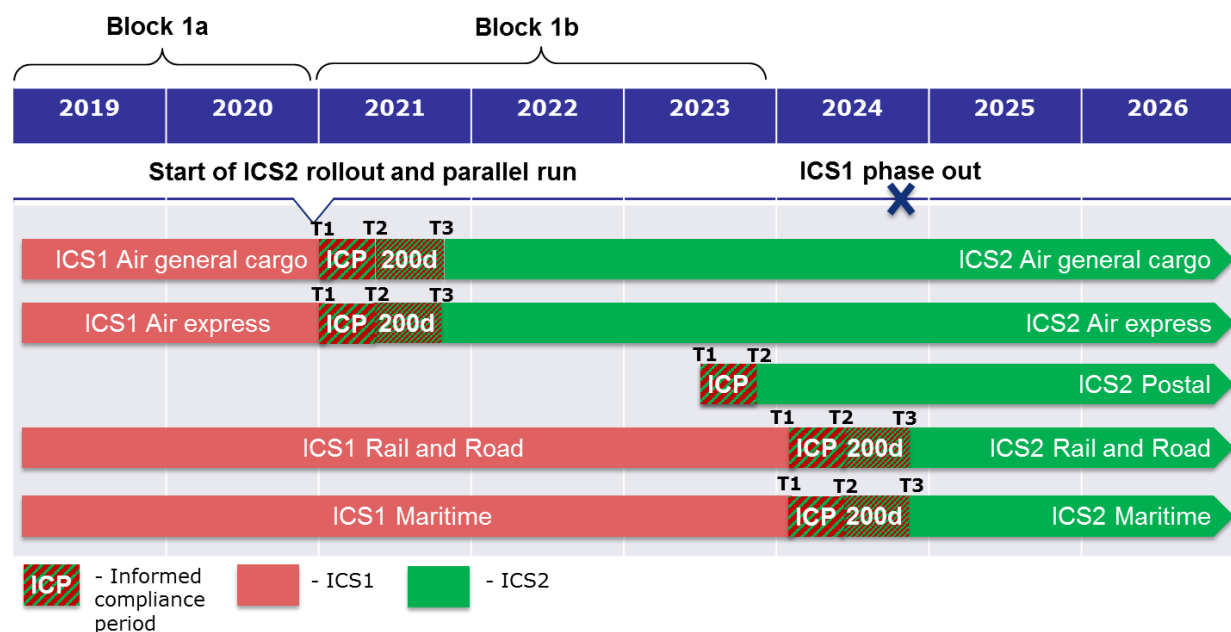 Block 1a Block 1b
2019 2020 2021 2022 2023 2024 2025 2026
Start of ICS2 rollout and parallel run ICS1 phase out
T1 T2 T3
ICS1 Air general cargo ICP 200d ICS2 Air general cargo
T1 T2 T3
ICS1 Air express ICP 200d ICS2 Air express
T1 T2
ICP ICS2 Postal
T1 T2 T3
ICS1 Rail and Road ICP 200d ICS2 Rail and Road
T1 T2 T3
ICS1 Maritime ICP 200d ICS2 Maritime
ICP - Informed - ICS1 - ICS2
compliance
period